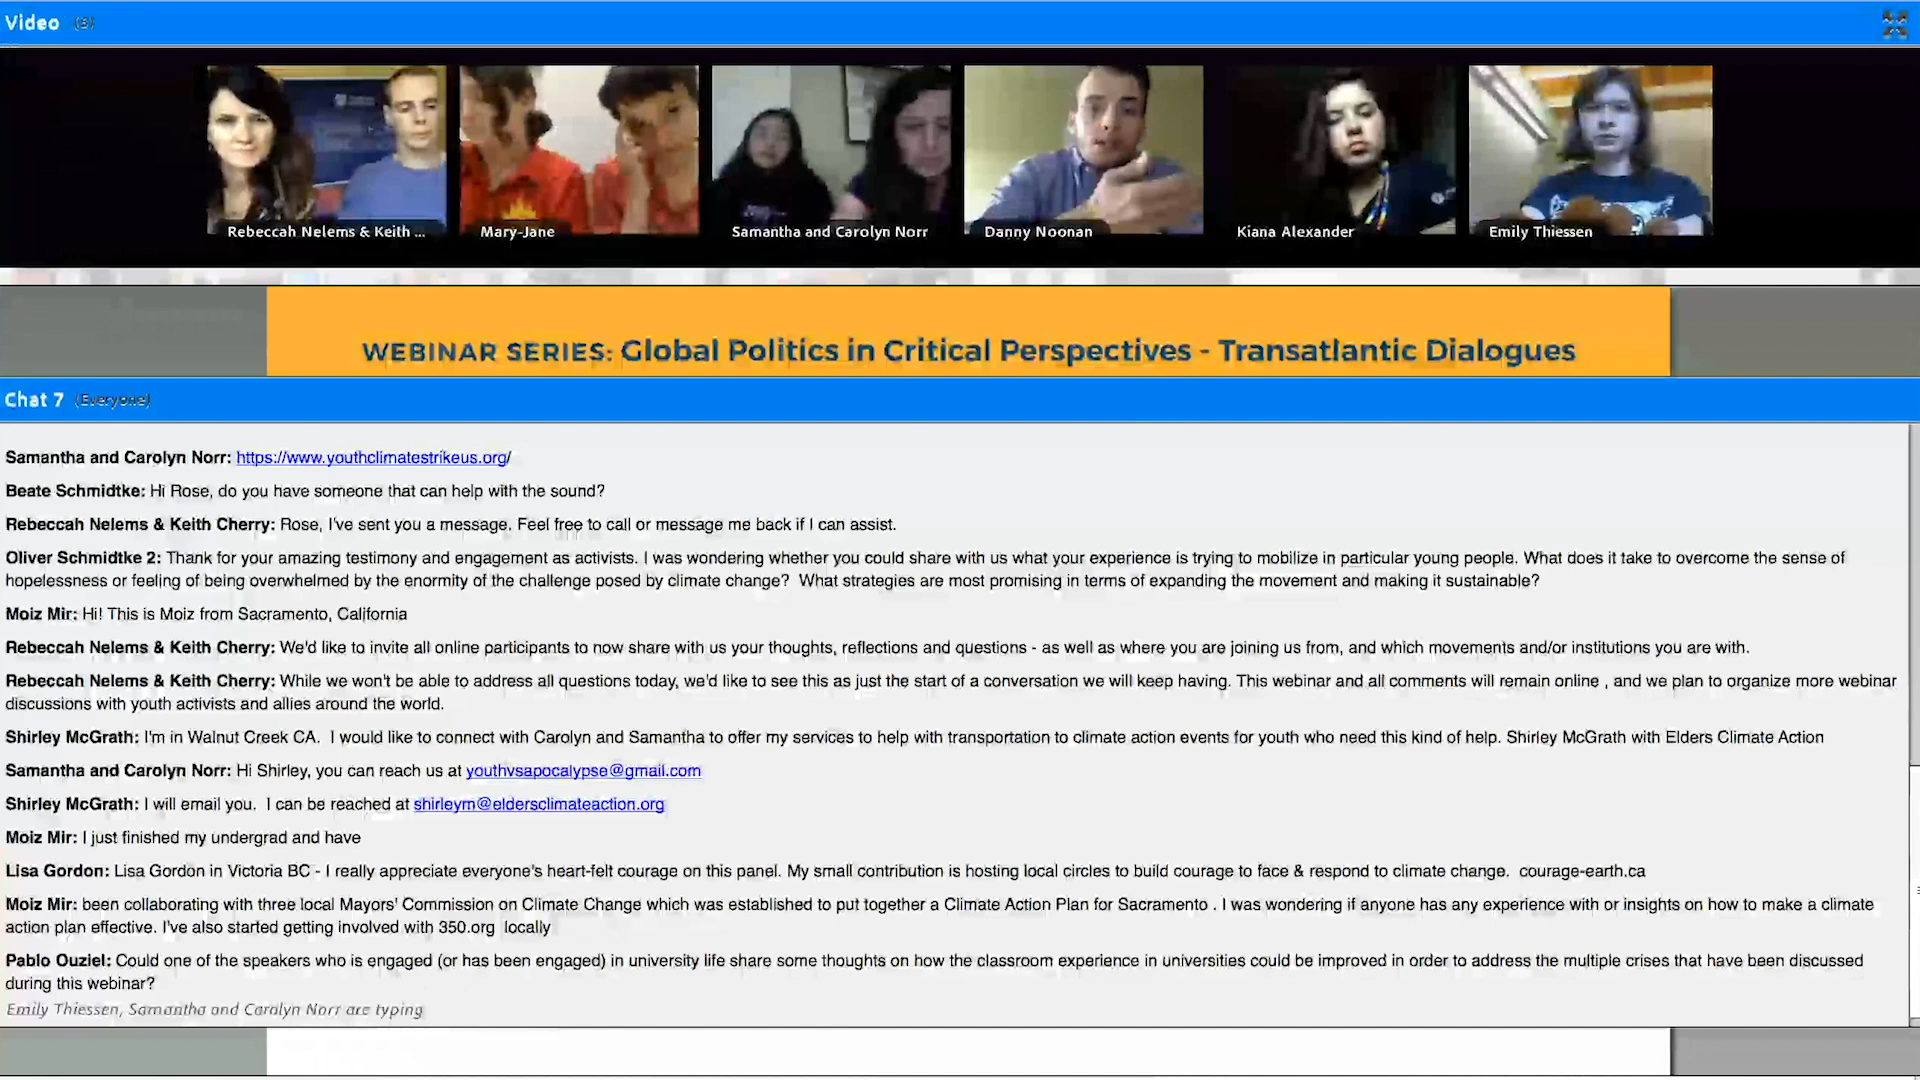 Video (6)
Rebeccah Nelems & Keith ...
Mary-Jane
Samantha and Carolyn Norr
Danny Noonan
Kiana Alexander
Emily Thiessen
WEBINAR SERIES: Global Politics in Critical Perspectives - Transatlantic Dialogues
Chat 7 (Everyone)
Samantha and Carolyn Norr: https://www.youthclimatestrikeus.org/
Beate Schmidtke: Hi Rose, do you have someone that can help with the sound?
Rebeccah Nelems & Keith Cherry: Rose, I've sent you a message. Feel free to call or message me back if I can assist.
Oliver Schmidtke 2: Thank for your amazing testimony and engagement as activists. I was wondering whether you could share with us what your experience is trying to mobilize in particular young people. What does it take to overcome the sense of
hopelessness or feeling of being overwhelmed by the enormity of the challenge posed by climate change? What strategies are most promising in terms of expanding the movement and making it sustainable?
Moiz Mir: Hi! This is Moiz from Sacramento, California
Rebeccah Nelems & Keith Cherry: We'd like to invite all online participants to now share with us your thoughts, reflections and questions - as well as where you are joining us from, and which movements and/or institutions you are with.
Rebeccah Nelems & Keith Cherry: While we won't be able to address all questions today, we'd like to see this as just the start of a conversation we will keep having. This webinar and all comments will remain online , and we plan to organize more webinar
discussions with youth activists and allies around the world.
Shirley McGrath: I'm in Walnut Creek CA. I would like to connect with Carolyn and Samantha to offer my services to help with transportation to climate action events for youth who need this kind of help. Shirley McGrath with Elders Climate Action
Samantha and Carolyn Norr: Hi Shirley, you can reach us at youthvsapocalypse@gmail.com
Shirley McGrath: I will email you. I can be reached at shirleym@eldersclimateaction.org
Moiz Mir: I just finished my undergrad and have
Lisa Gordon: Lisa Gordon in Victoria BC - I really appreciate everyone's heart-felt courage on this panel. My small contribution is hosting local circles to build courage to face & respond to climate change. courage-earth.ca
Moiz Mir: been collaborating with three local Mayors' Commission on Climate Change which was established to put together a Climate Action Plan for Sacramento . I was wondering if anyone has any experience with or insights on how to make a climate
action plan effective. I've also started getting involved with 350.org locally
Pablo Ouziel: Could one of the speakers who is engaged (or has been engaged) in university life share some thoughts on how the classroom experience in universities could be improved in order to address the multiple crises that have been discussed
during this webinar?
Emily Thiessen, Samantha and Carolyn Norr are typing